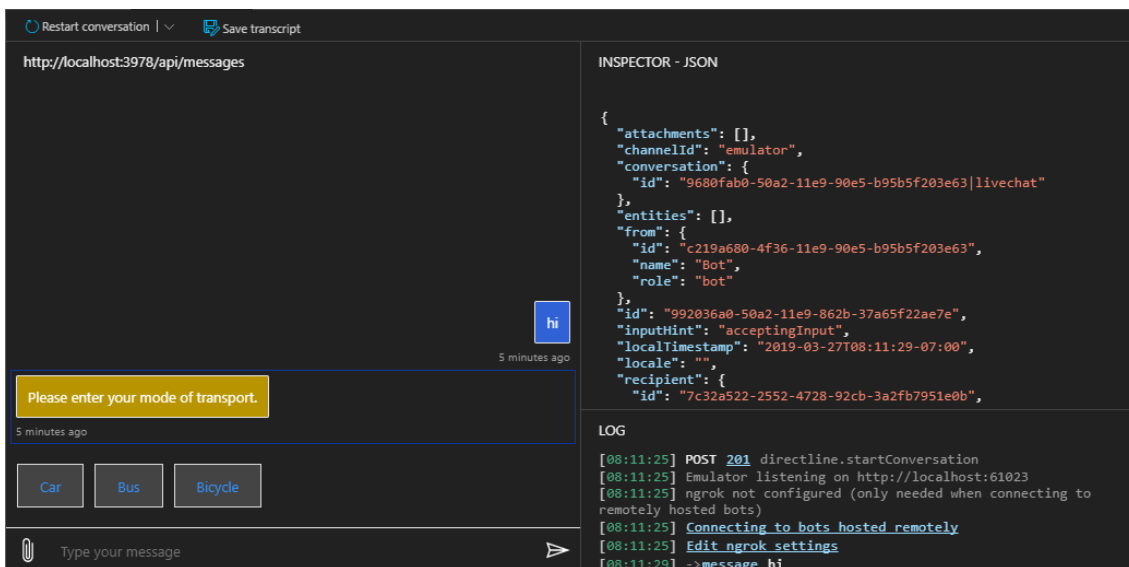 Restart conversation | Save transcript
http://localhost:3978/api/messages
hi
5 minutes ago
Please enter your mode of transport.
5 minutes ago
Car Bus Bicycle
Type your message
INSPECTOR - JSON
{
"attachments": [],
"channelId": "emulator",
"conversation": {
"id": "9680fab0-50a2-11e9-90e5-b95b5f203e63|livechat"
},
"entities": [],
"from": {
"id": "c219a680-4f36-11e9-90e5-b95b5f203e63",
"name": "Bot",
"role": "bot"
},
"id": "992036a0-50a2-11e9-862b-37a65f22ae7e",
"inputHint": "acceptingInput",
"localTimestamp": "2019-03-27T08:11:29-07:00",
"locale": "",
"recipient": {
"id": "7c32a522-2552-4728-92cb-3a2fb7951e0b",
LOG
[08:11:25] POST 201 directline.startConversation
[08:11:25] Emulator listening on http://localhost:61023
[08:11:25] ngrok not configured (only needed when connecting to
remotely hosted bots)
[08:11:25] Connecting to bots hosted remotely
[08:11:25] Edit ngrok settings
[08:11:29] ->message hi